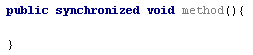 public synchronized void method(){
}